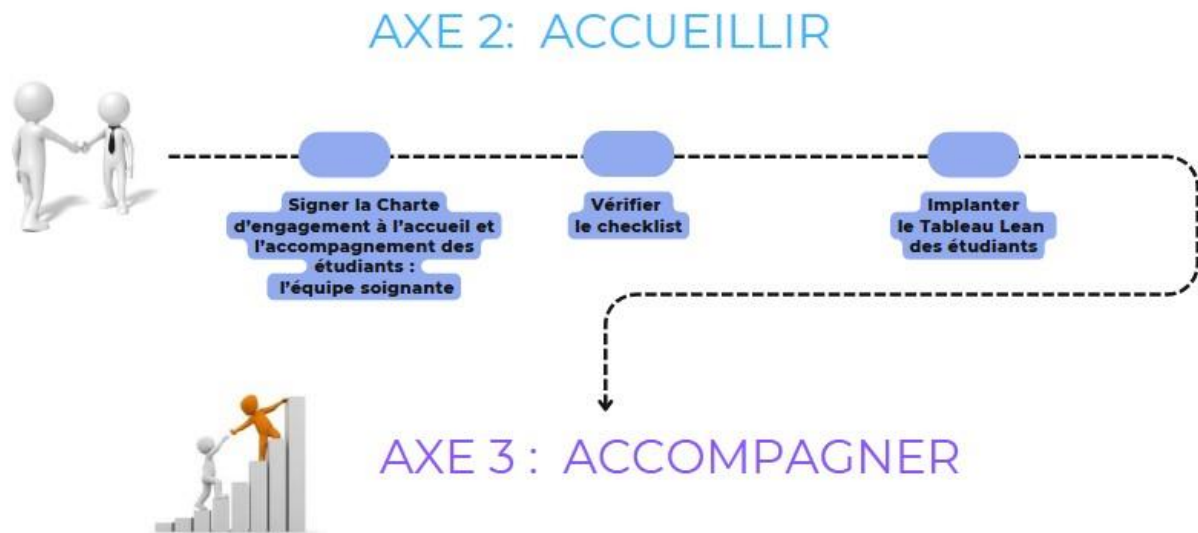 AXE 2: ACCUEILLIR
Signer la Charte
d'engagement à l'accueil et
l'accompagnement des
étudiants :
l'équipe soignante
Vérifier
le checklist
Implanter
le Tableau Lean
des étudiants
AXE 3 : ACCOMPAGNER